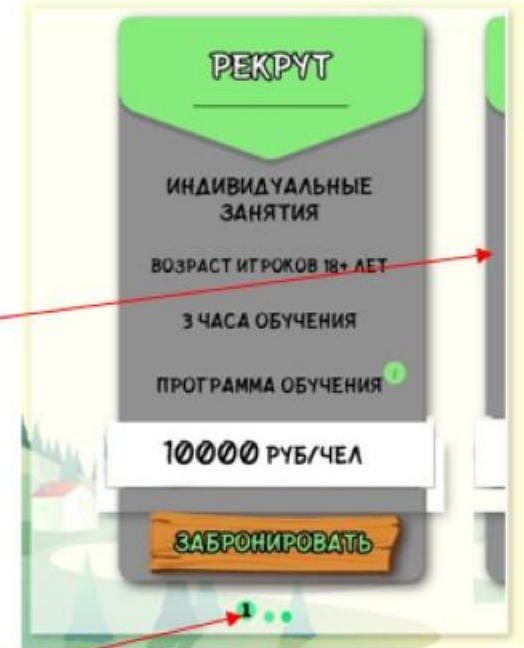 РЕКРУТ
ИНДИВИДУАЛЬНЫЕ
ЗАНЯТИЯ
ВОЗРАСТ ИГРОКОВ 18+ ЛЕТ
3 ЧАСА ОБУЧЕНИЯ
ПРОГРАММА ОБУЧЕНИЯ i
10000 РУБ/ЧЕЛ
ЗАБРОНИРОВАТЬ
1